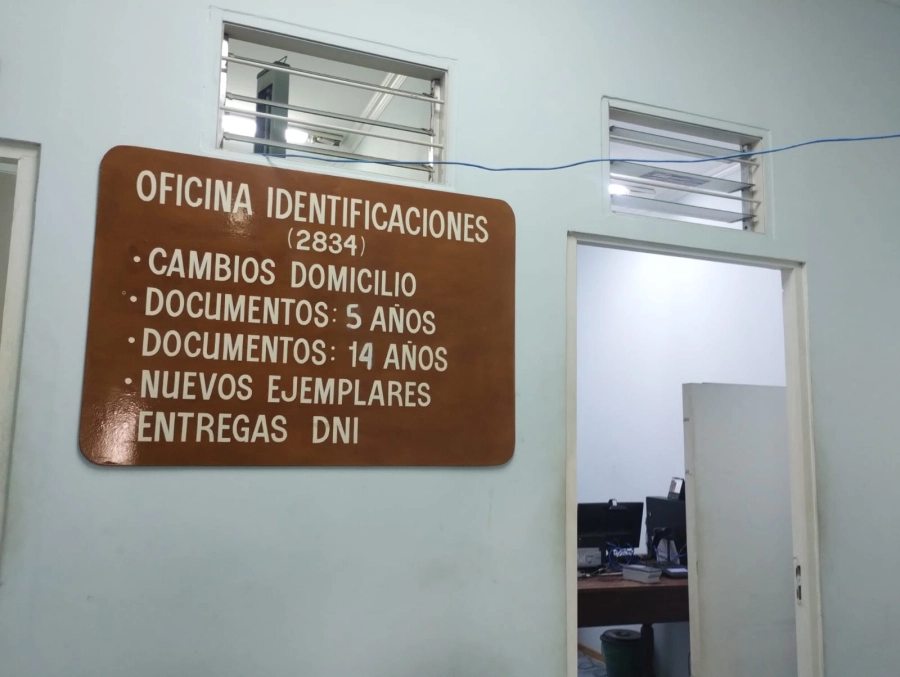 OFICINA IDENTIFICACIONES
(2834)
• CAMBIOS DOMICILIO
• DOCUMENTOS: 5 AÑOS
• DOCUMENTOS: 14 AÑOS
• NUEVOS EJEMPLARES
ENTREGAS DNI